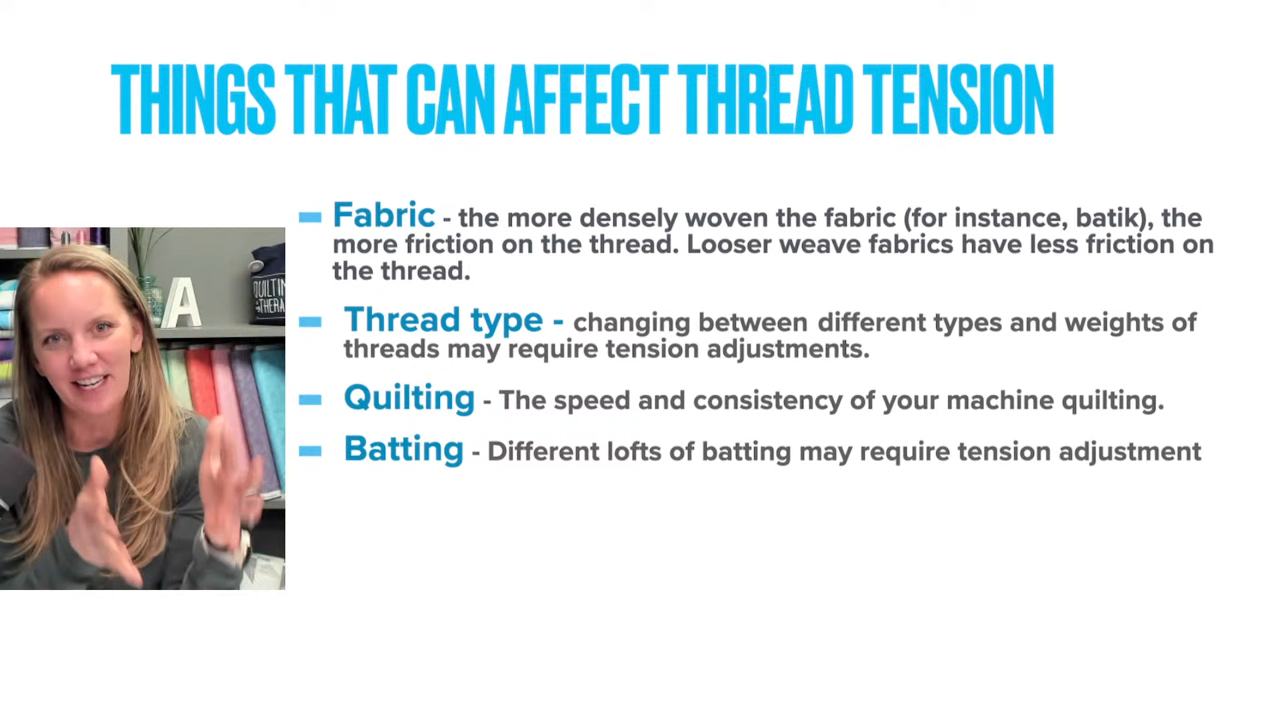 THINGS THAT CAN AFFECT THREAD TENSION
Fabric - the more densely woven the fabric (for instance, batik), the
more friction on the thread. Looser weave fabrics have less friction on
the thread.
Thread type - changing between different types and weights of
threads may require tension adjustments.
Quilting - The speed and consistency of your machine quilting.
Batting - Different lofts of batting may require tension adjustment
A
QUILTING